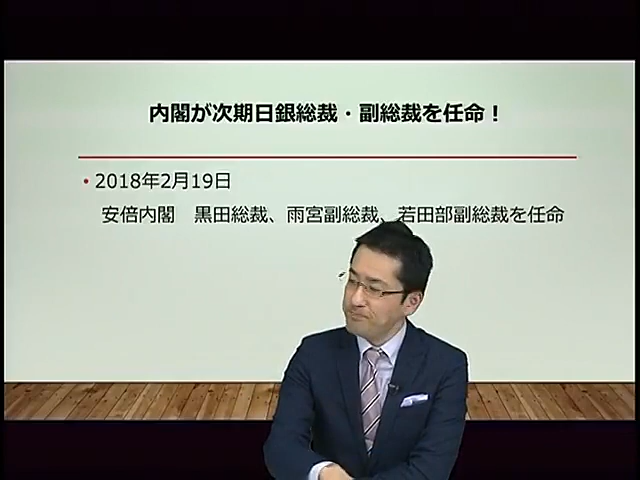 内閣が次期日銀総裁・副総裁を任命！
・2018年2月19日
安倍内閣　黒田総裁、雨宮副総裁、若田部副総裁を任命